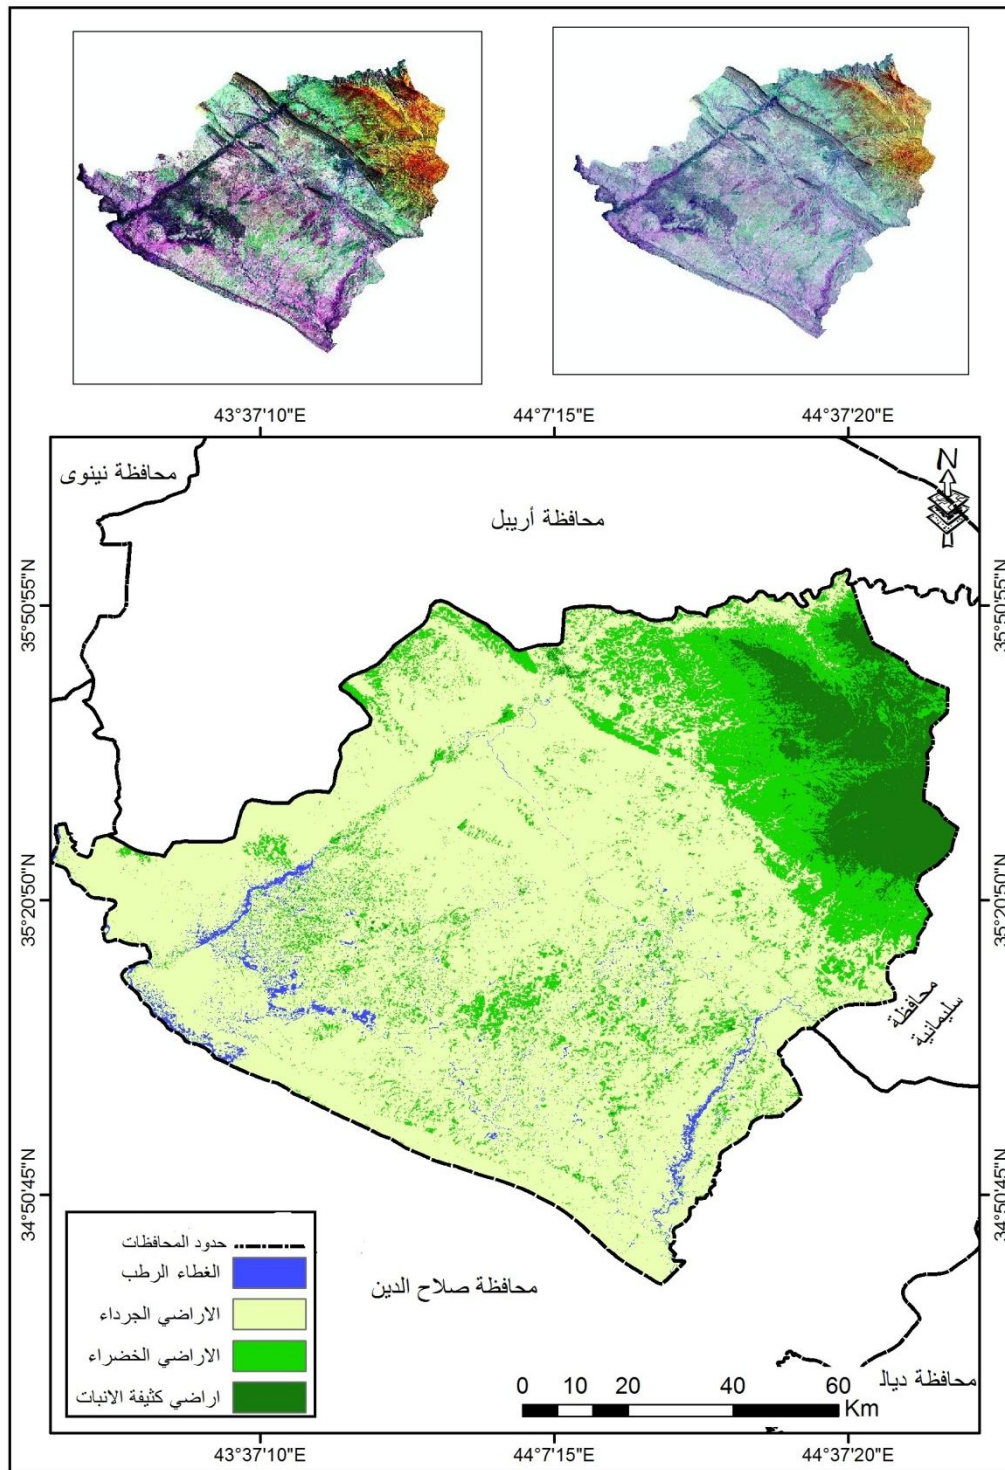 43°37'10"E 44°7'15"E 44°37'20"E
محافظة نينوى
محافظة أربيل
N
35°50'55"N 35°50'55"N
35°20'50"N 35°20'50"N
محافظة
سليمانية
34°50'45"N 34°50'45"N
حدود المحافظات
الغطاء الرطب
الاراضي الجرداء
الاراضي الخضراء
اراضي كثيفة الانبات
محافظة صلاح الدين
محافظة ديال
0 10 20 40 60
Km
43°37'10"E 44°7'15"E 44°37'20"E